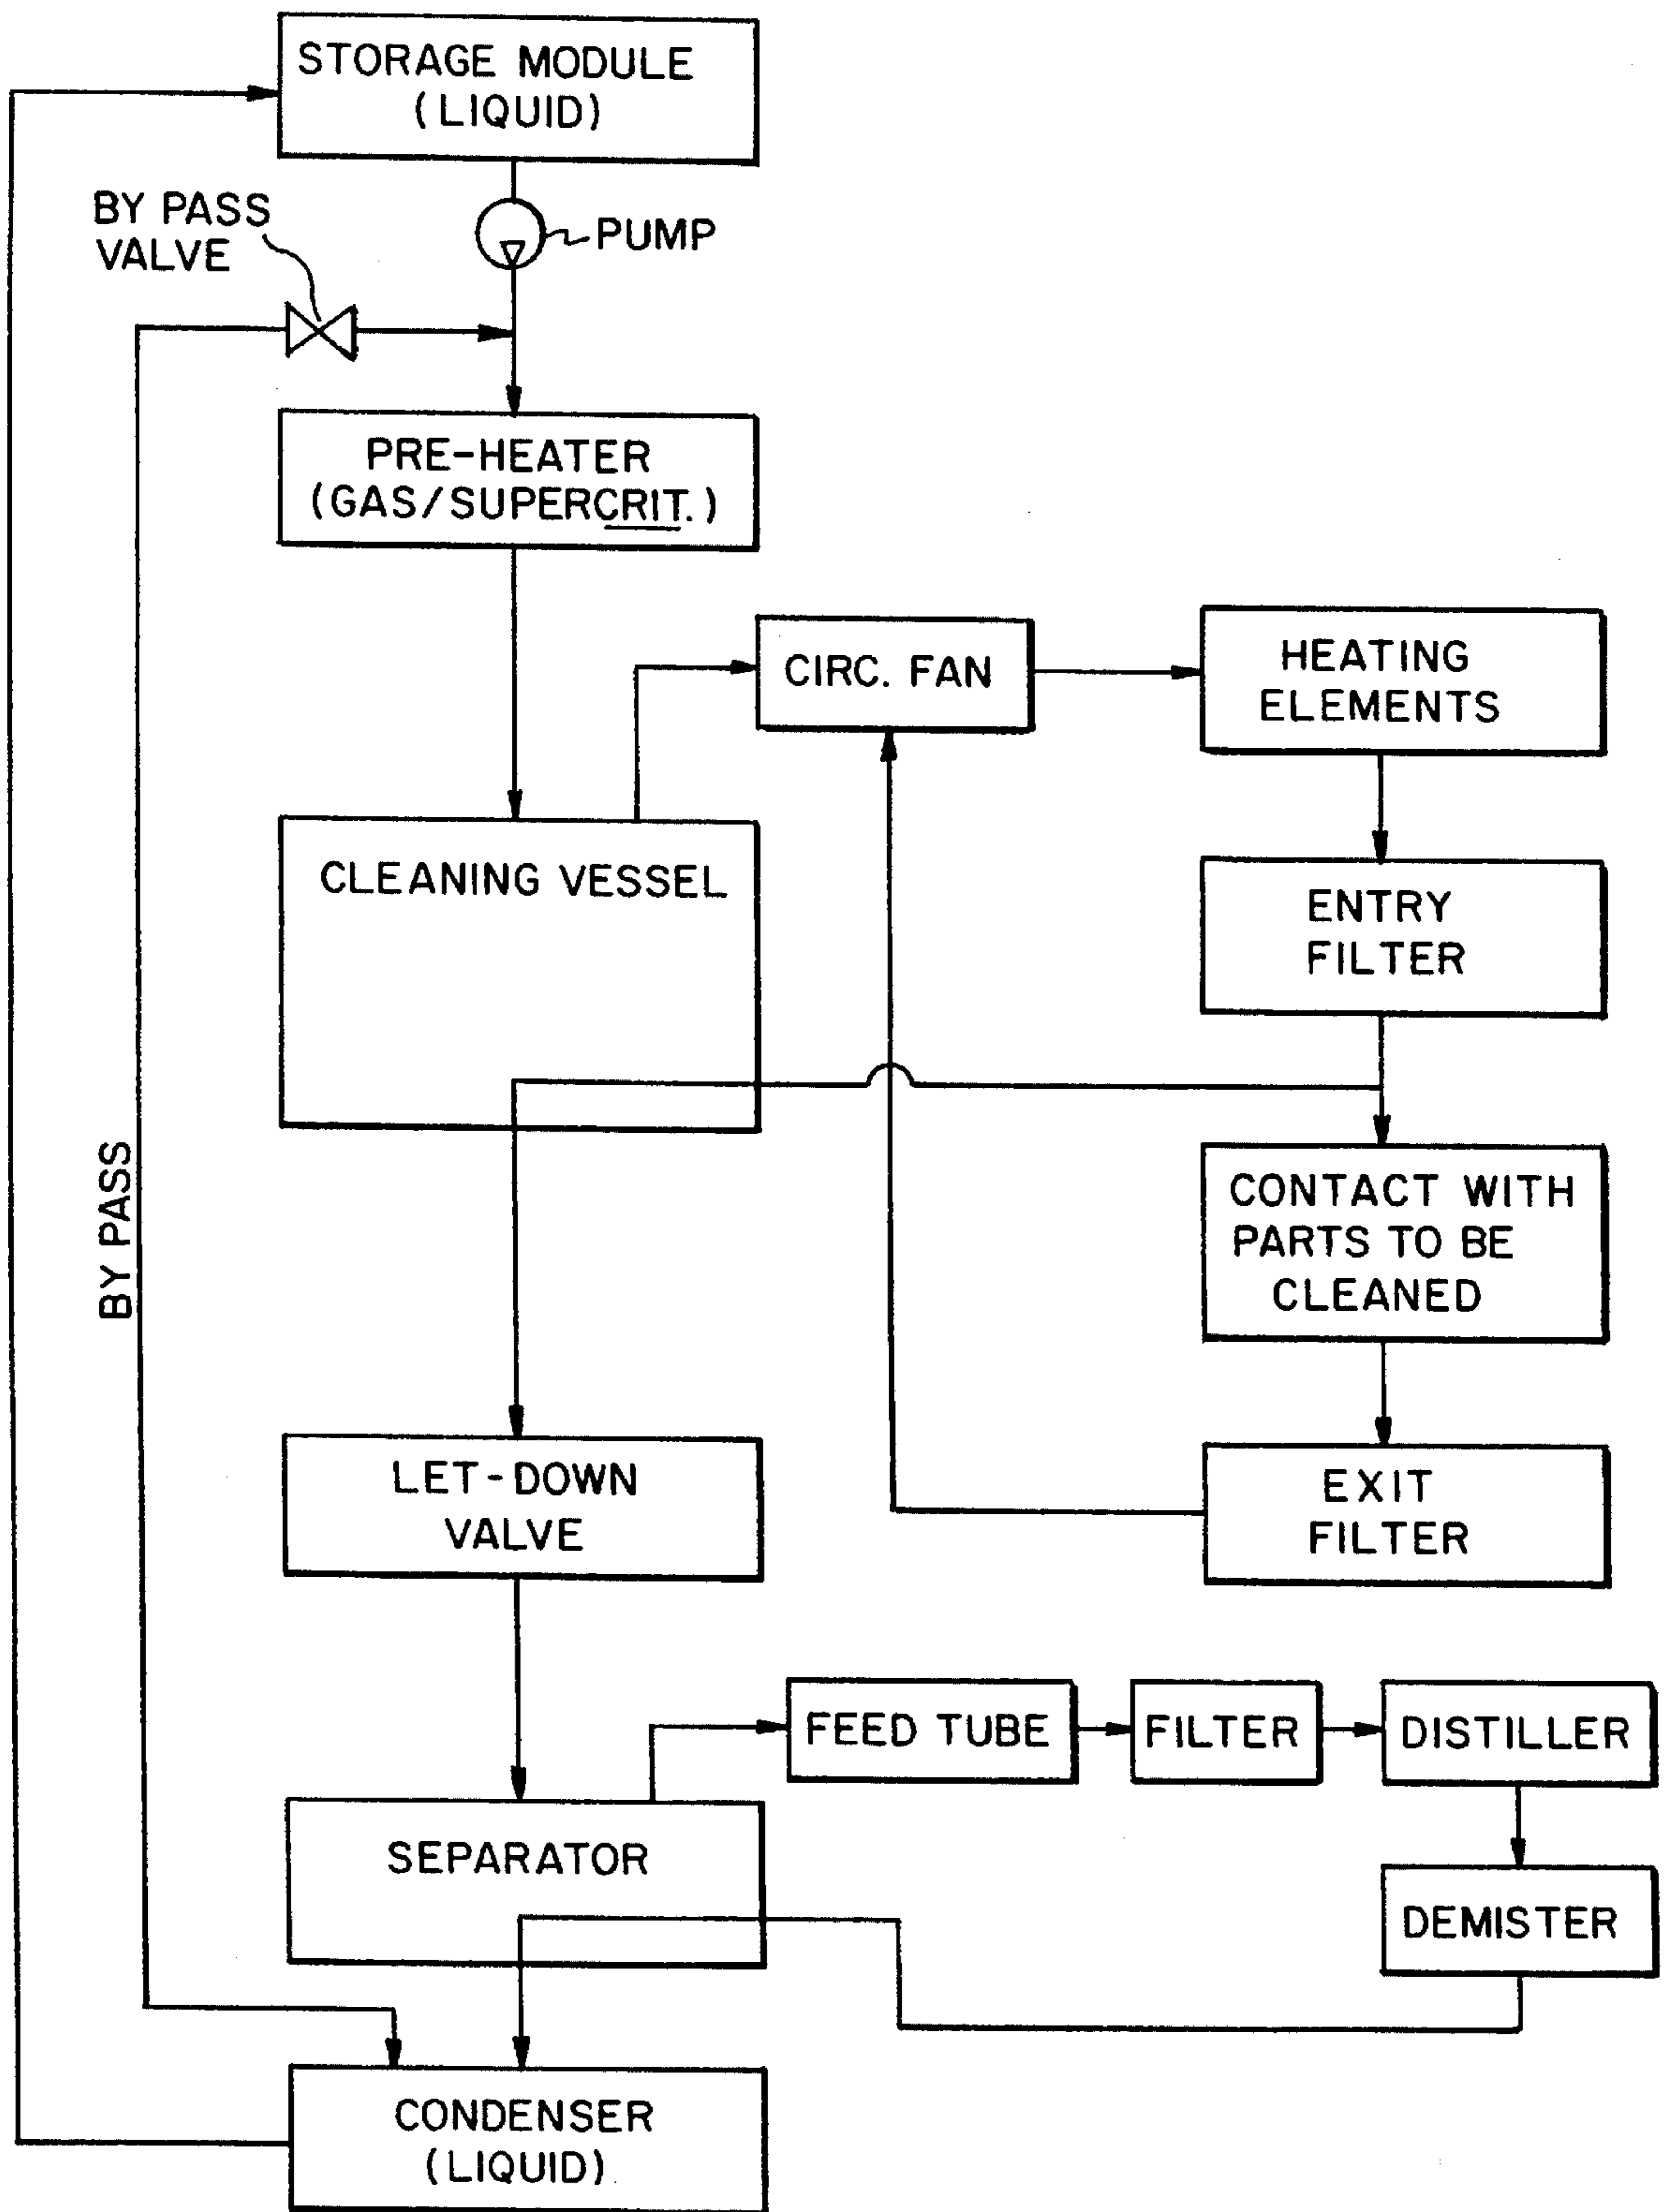 STORAGE MODULE
(LIQUID)
BY PASS
VALVE
PUMP
PRE-HEATER
(GAS/SUPERCRIT.)
CIRC. FAN
HEATING
ELEMENTS
CLEANING VESSEL
ENTRY
FILTER
BY PASS
CONTACT WITH
PARTS TO BE
CLEANED
LET-DOWN
VALVE
EXIT
FILTER
FEED TUBE
FILTER
DISTILLER
SEPARATOR
DEMISTER
CONDENSER
(LIQUID)